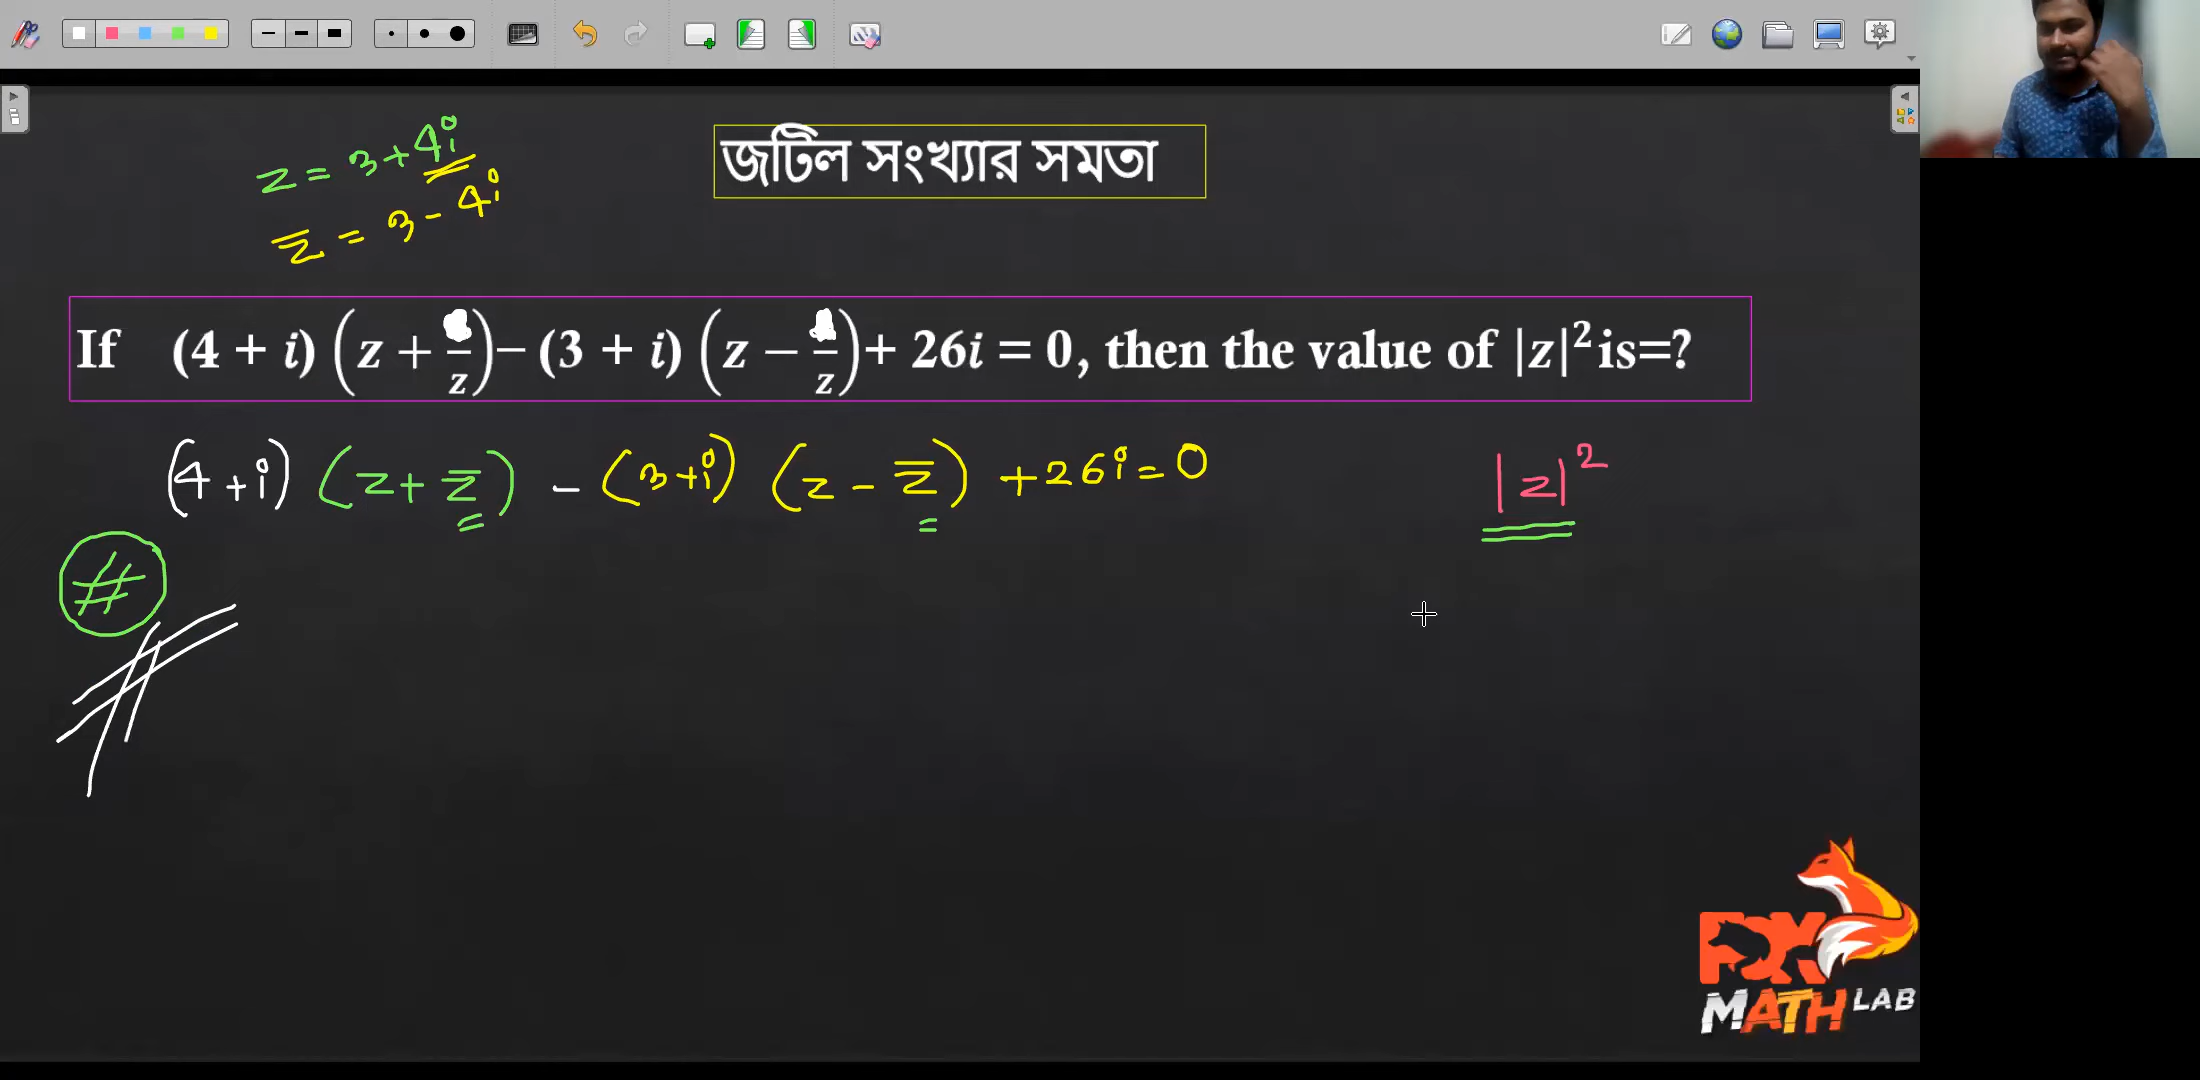 z = 3 + 4i
z̅ = 3 - 4i
জটিল সংখ্যার সমতা
If (4 + i) (z + ‾/z) − (3 + i) (z − ‾/z) + 26i = 0, then the value of |z|² is=?
(4 + i) (z + z̅) - (3 + i) (z - z̅) + 26i = 0
|z|²
#
FOX
MATH LAB